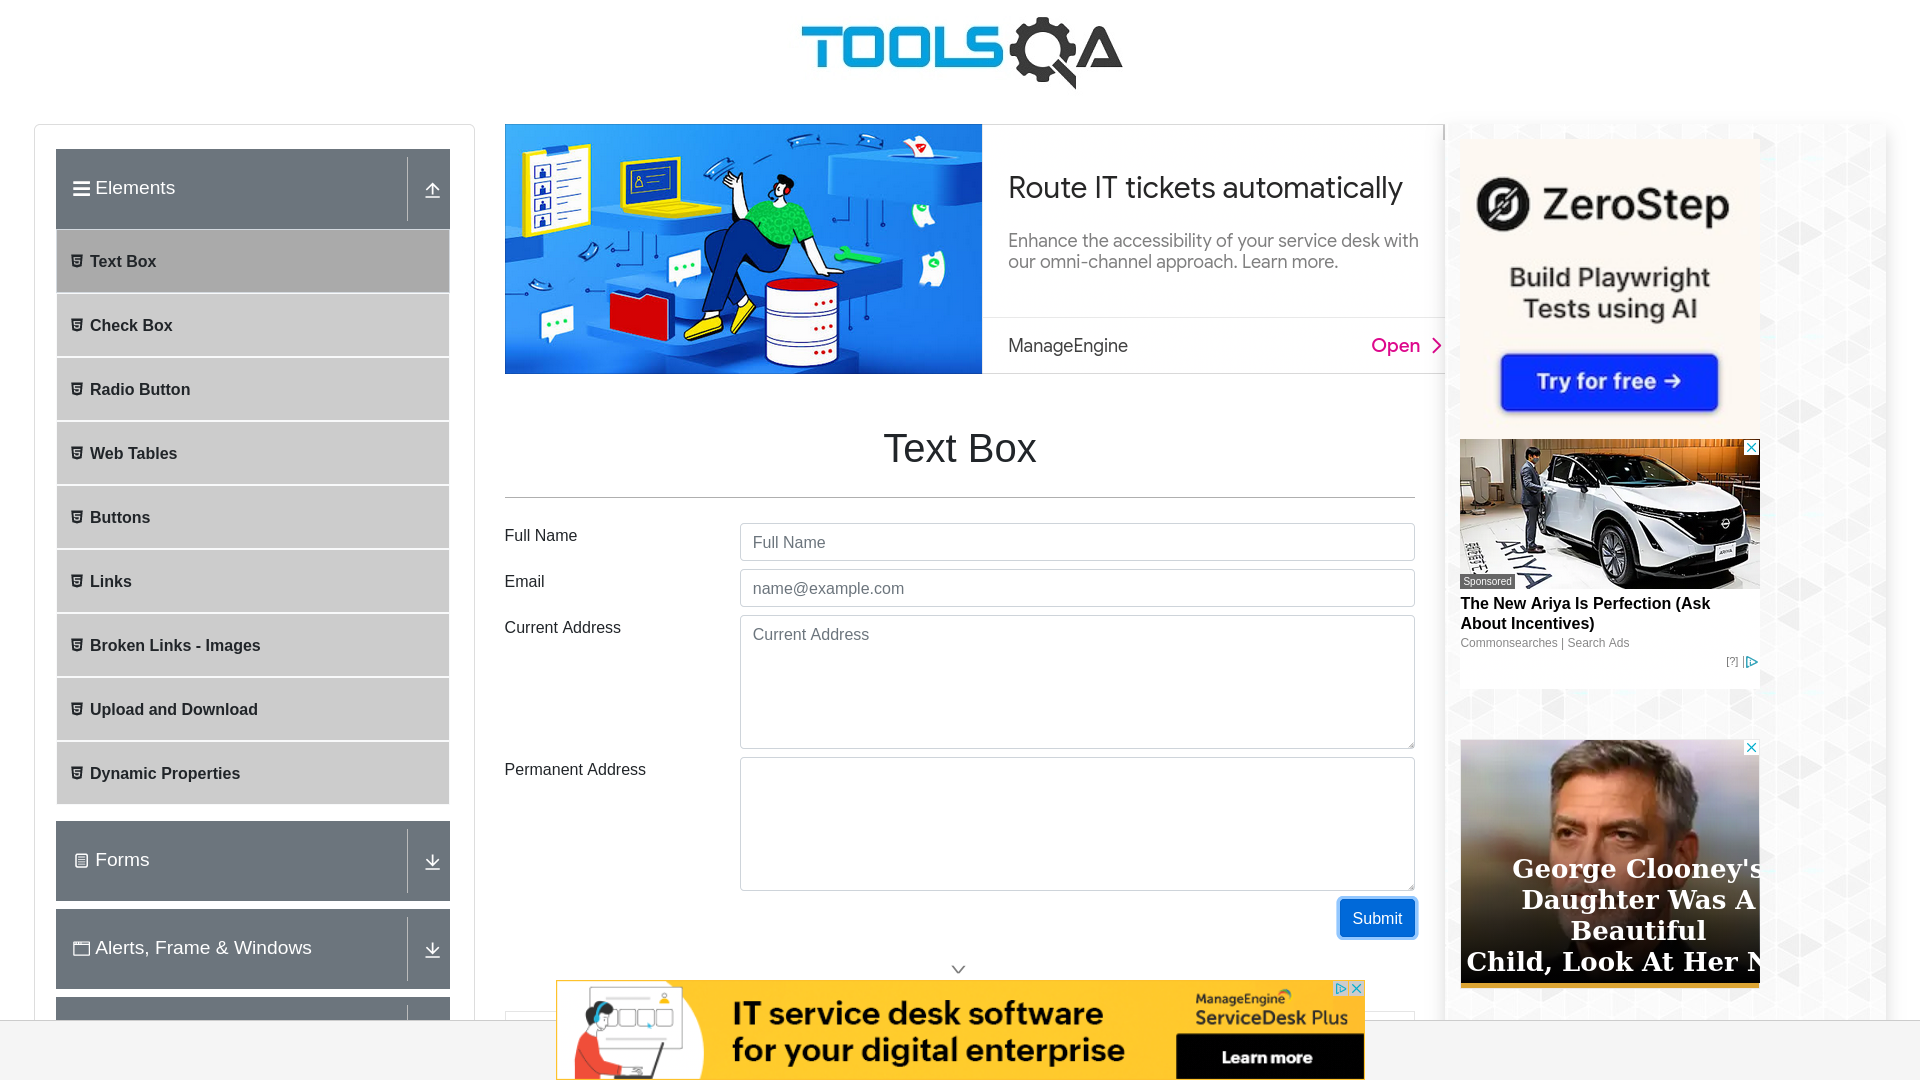 TOOLSQA
Elements
Text Box
Check Box
Radio Button
Web Tables
Buttons
Links
Broken Links - Images
Upload and Download
Dynamic Properties
Forms
Alerts, Frame & Windows
Route IT tickets automatically
Enhance the accessibility of your service desk with
our omni-channel approach. Learn more.
ManageEngine
Open
Text Box
Full Name
Full Name
Email
name@example.com
Current Address
Current Address
Permanent Address
Submit
ZeroStep
Build Playwright
Tests using AI
Try for free →
ARIYA
ARIYA
Sponsored
The New Ariya Is Perfection (Ask
About Incentives)
Commonsearches | Search Ads
[?]
George Clooney's
Daughter Was A
Beautiful
Child, Look At Her N
IT service desk software
for your digital enterprise
ManageEngine
ServiceDesk Plus
Learn more